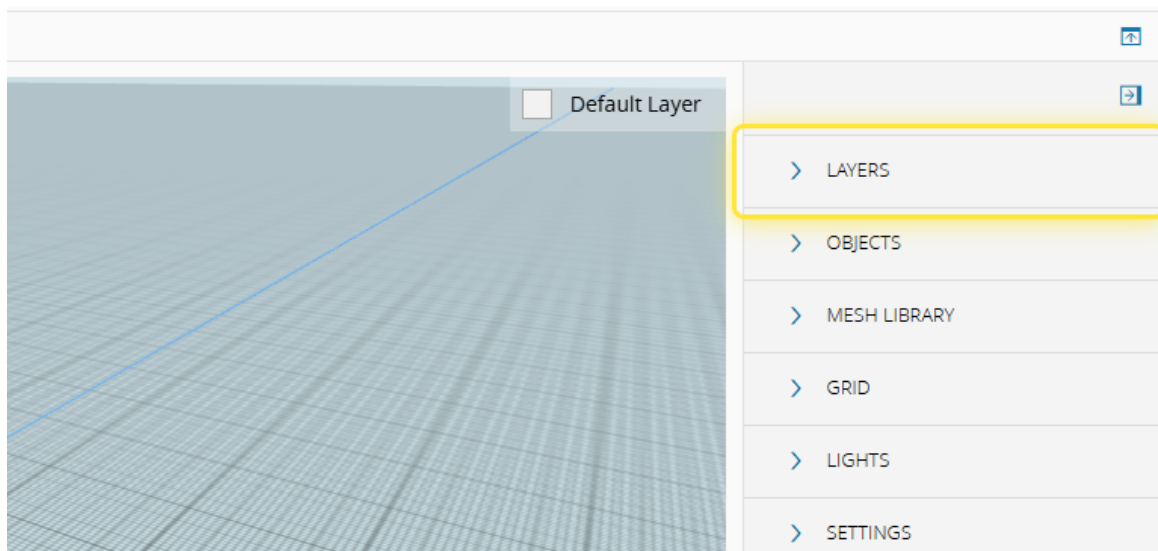 Default Layer
LAYERS
OBJECTS
MESH LIBRARY
GRID
LIGHTS
SETTINGS